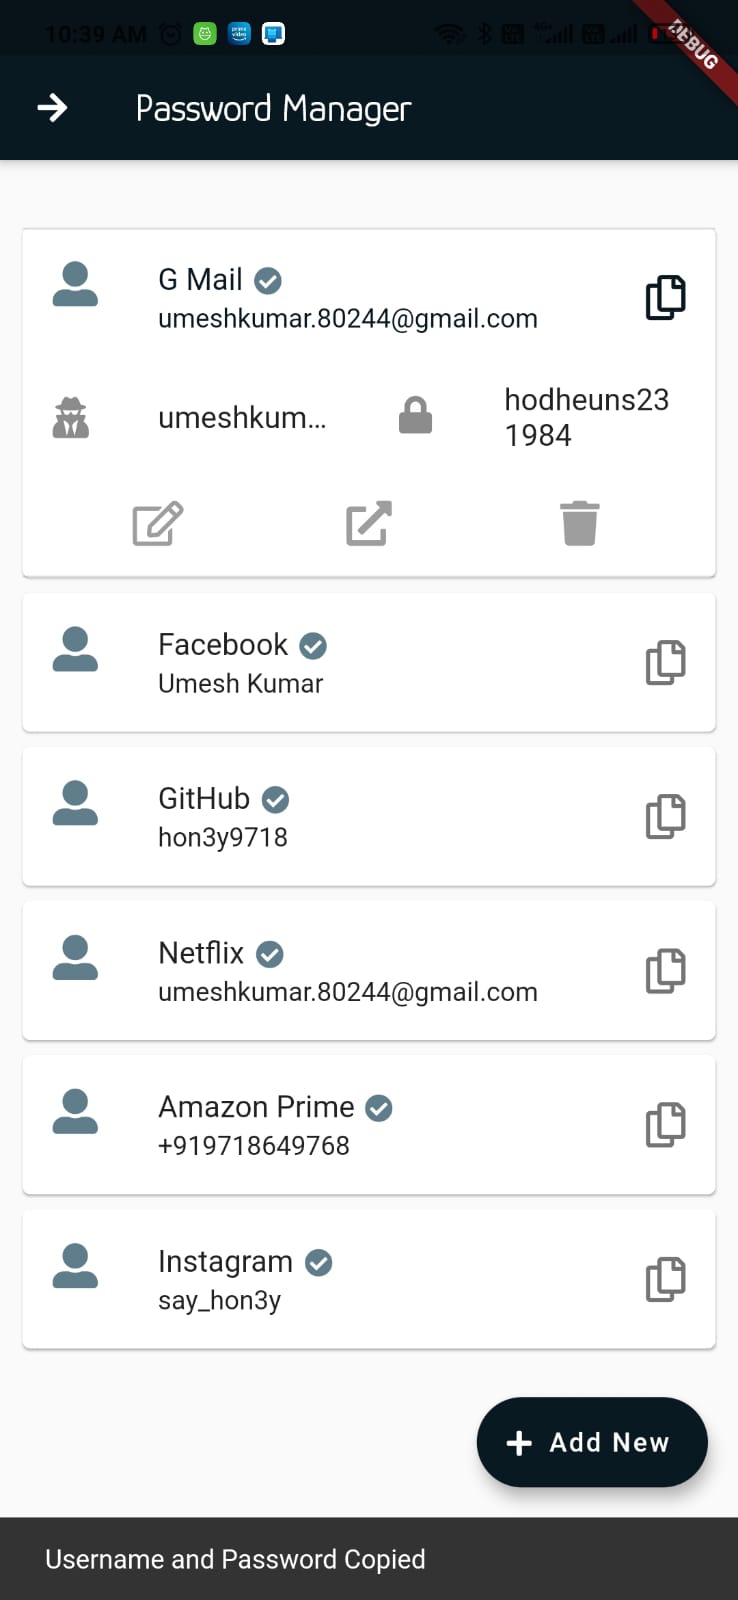 10:39 AM
DEBUG
Password Manager
G Mail
umeshkumar.80244@gmail.com
umeshkum...
hodheuns23
1984
Facebook
Umesh Kumar
GitHub
hon3y9718
Netflix
umeshkumar.80244@gmail.com
Amazon Prime
+919718649768
Instagram
say_hon3y
+ Add New
Username and Password Copied